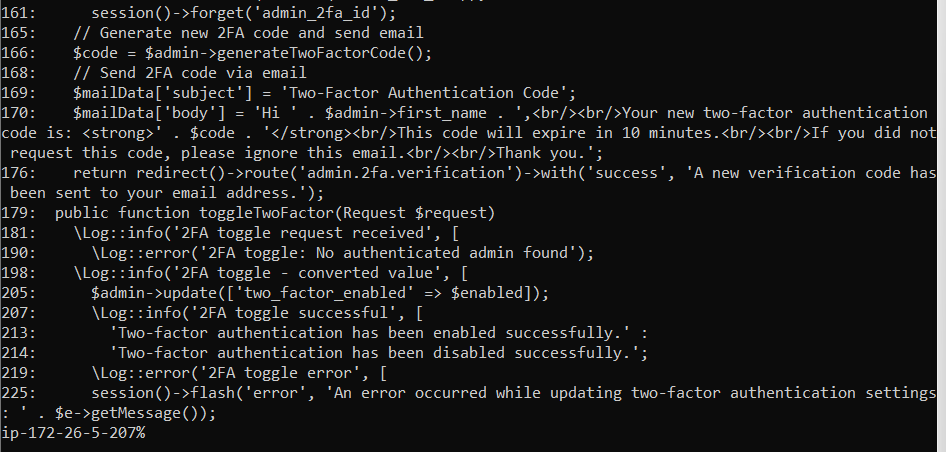 161:      session()->forget('admin_2fa_id');
165:    // Generate new 2FA code and send email
166:    $code = $admin->generateTwoFactorCode();
168:    // Send 2FA code via email
169:    $mailData['subject'] = 'Two-Factor Authentication Code';
170:    $mailData['body'] = 'Hi ' . $admin->first_name . ',<br/><br/>Your new two-factor authentication
code is: <strong>' . $code . '</strong><br/>This code will expire in 10 minutes.<br/><br/>If you did not
 request this code, please ignore this email.<br/><br/>Thank you.';
176:    return redirect()->route('admin.2fa.verification')->with('success', 'A new verification code has
 been sent to your email address.');
179:  public function toggleTwoFactor(Request $request)
181:    \Log::info('2FA toggle request received', [
190:      \Log::error('2FA toggle: No authenticated admin found');
198:    \Log::info('2FA toggle - converted value', [
205:      $admin->update(['two_factor_enabled' => $enabled]);
207:      \Log::info('2FA toggle successful', [
213:        'Two-factor authentication has been enabled successfully.' :
214:        'Two-factor authentication has been disabled successfully.';
219:      \Log::error('2FA toggle error', [
225:      session()->flash('error', 'An error occurred while updating two-factor authentication settings
: ' . $e->getMessage());
ip-172-26-5-207%